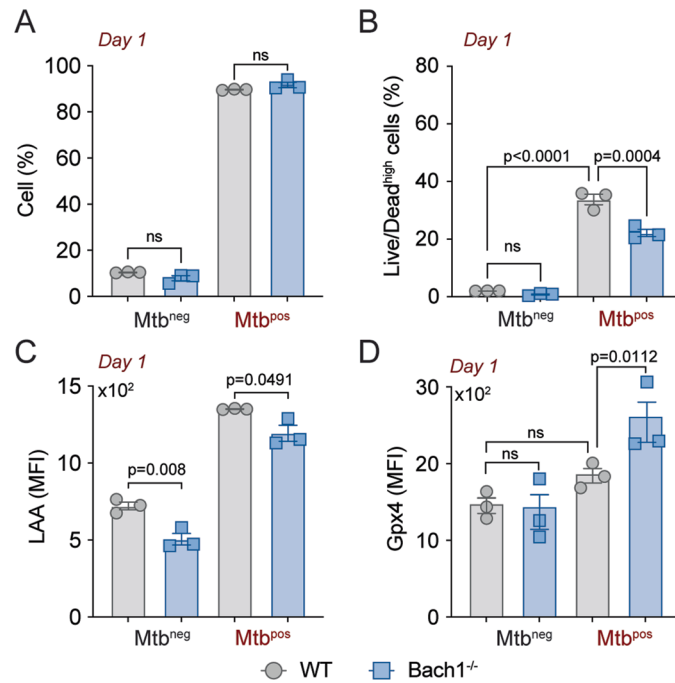 A
Day 1
Cell (%)
100
80
60
40
20
0
ns
ns
Mtbⁿᵉᵍ
Mtbᵖᵒˢ
B
Day 1
Live/Deadʰⁱᵍʰ cells (%)
80
60
40
20
0
p<0.0001
p=0.0004
ns
Mtbⁿᵉᵍ
Mtbᵖᵒˢ
C
Day 1
x10²
LAA (MFI)
15
10
5
0
p=0.0491
p=0.008
Mtbⁿᵉᵍ
Mtbᵖᵒˢ
D
Day 1
x10²
Gpx4 (MFI)
30
20
10
0
p=0.0112
ns
ns
Mtbⁿᵉᵍ
Mtbᵖᵒˢ
WT
Bach1⁻/⁻